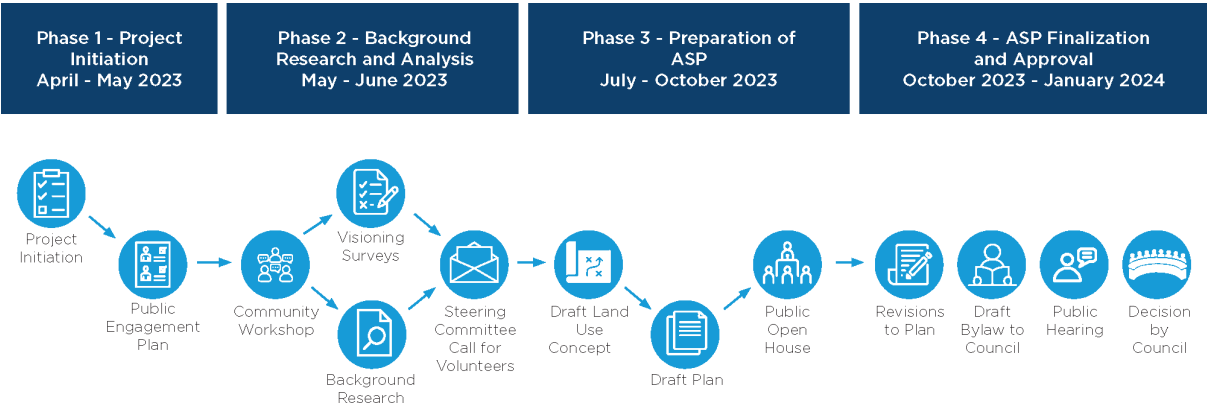 Phase 1 - Project
Initiation
April - May 2023
Phase 2 - Background
Research and Analysis
May - June 2023
Phase 3 - Preparation of
ASP
July - October 2023
Phase 4 - ASP Finalization
and Approval
October 2023 - January 2024
Project
Initiation
Public
Engagement
Plan
Community
Workshop
Visioning
Surveys
Background
Research
Steering
Committee
Call for
Volunteers
Draft Land
Use
Concept
Draft Plan
Public
Open
House
Revisions
to Plan
Draft
Bylaw to
Council
Public
Hearing
Decision
by
Council